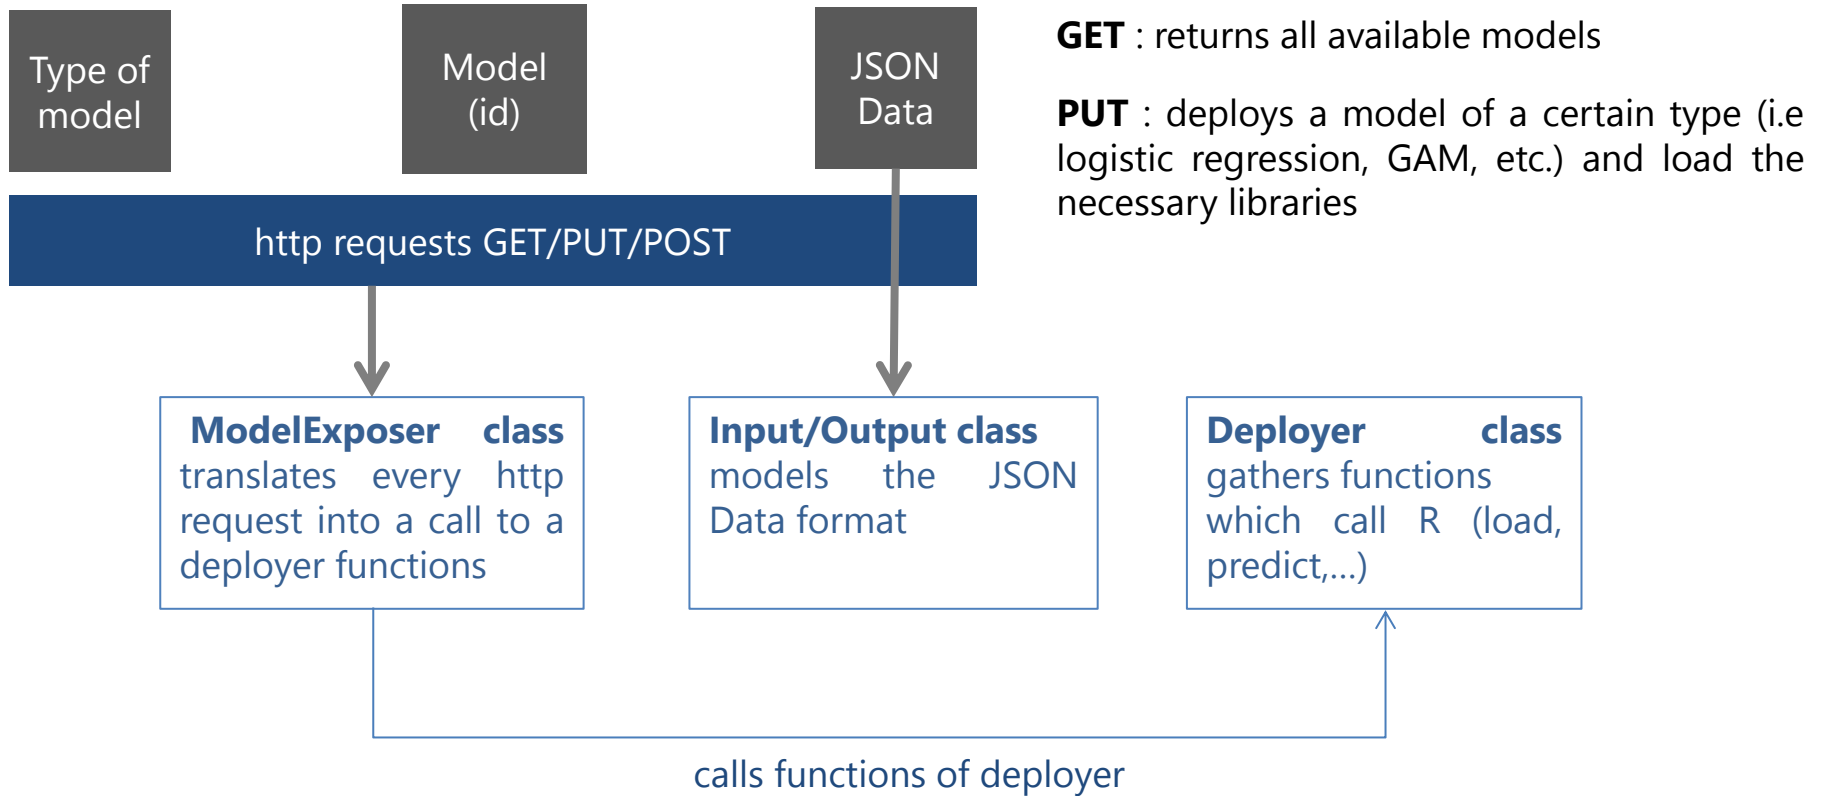 Type of
model
Model
(id)
JSON
Data
GET : returns all available models
PUT : deploys a model of a certain type (i.e
logistic regression, GAM, etc.) and load the
necessary libraries
http requests GET/PUT/POST
ModelExposer class
translates every http
request into a call to a
deployer functions
Input/Output class
models the JSON
Data format
Deployer class
gathers functions
which call R (load,
predict,...)
calls functions of deployer